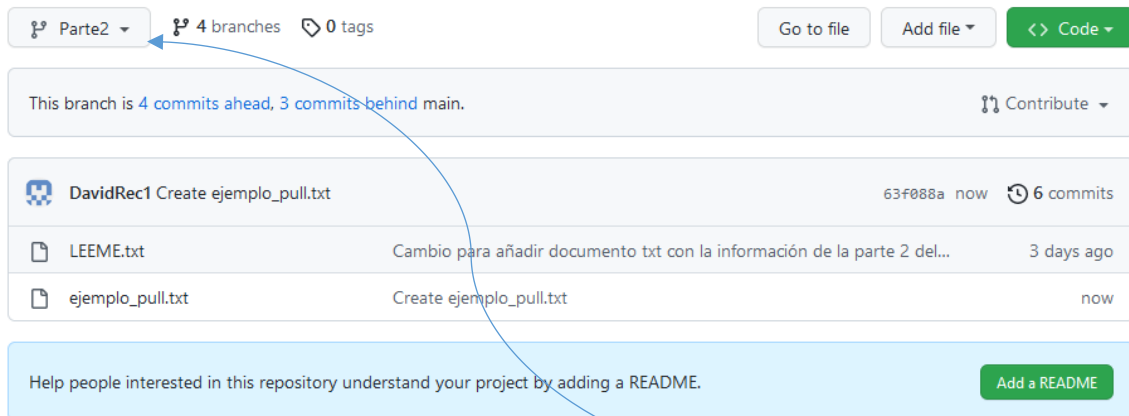 Parte2 4 branches 0 tags Go to file Add file <> Code
This branch is 4 commits ahead, 3 commits behind main. Contribute
DavidRec1 Create ejemplo_pull.txt 63f088a now 6 commits
LEEME.txt Cambio para añadir documento txt con la información de la parte 2 del... 3 days ago
ejemplo_pull.txt Create ejemplo_pull.txt now
Help people interested in this repository understand your project by adding a README. Add a README